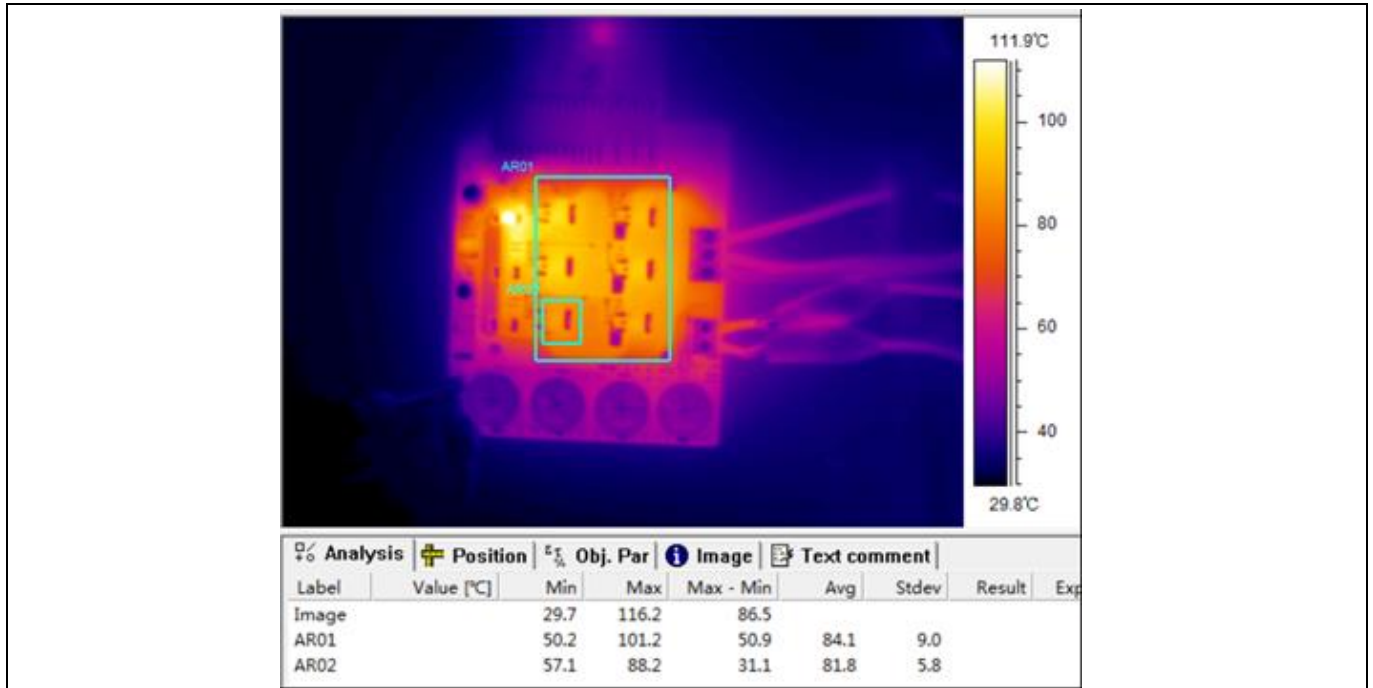 111.9°C
100
80
60
40
29.8°C
AR01
Analysis Position Obj. Par Image Text comment
Label Value [°C] Min Max Max - Min Avg Stdev Result Exp
Image 29.7 116.2 86.5
AR01 50.2 101.2 50.9 84.1 9.0
AR02 57.1 88.2 31.1 81.8 5.8